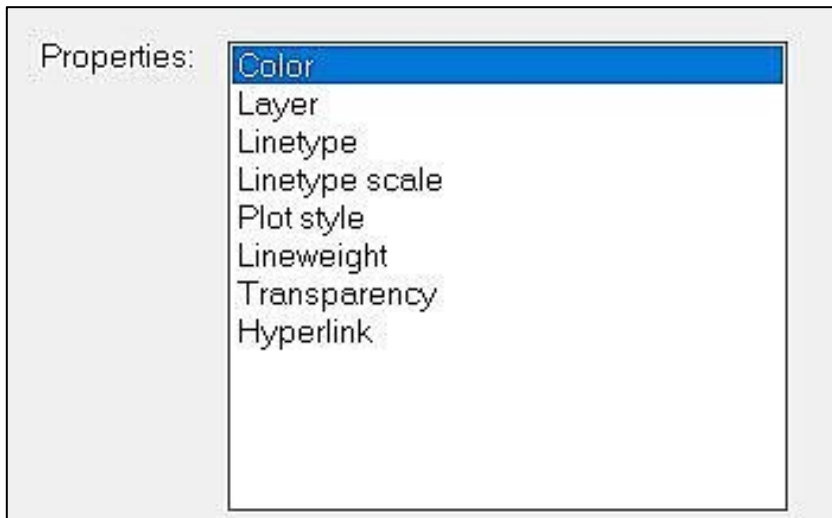 Properties:
Color
Layer
Linetype
Linetype scale
Plot style
Lineweight
Transparency
Hyperlink